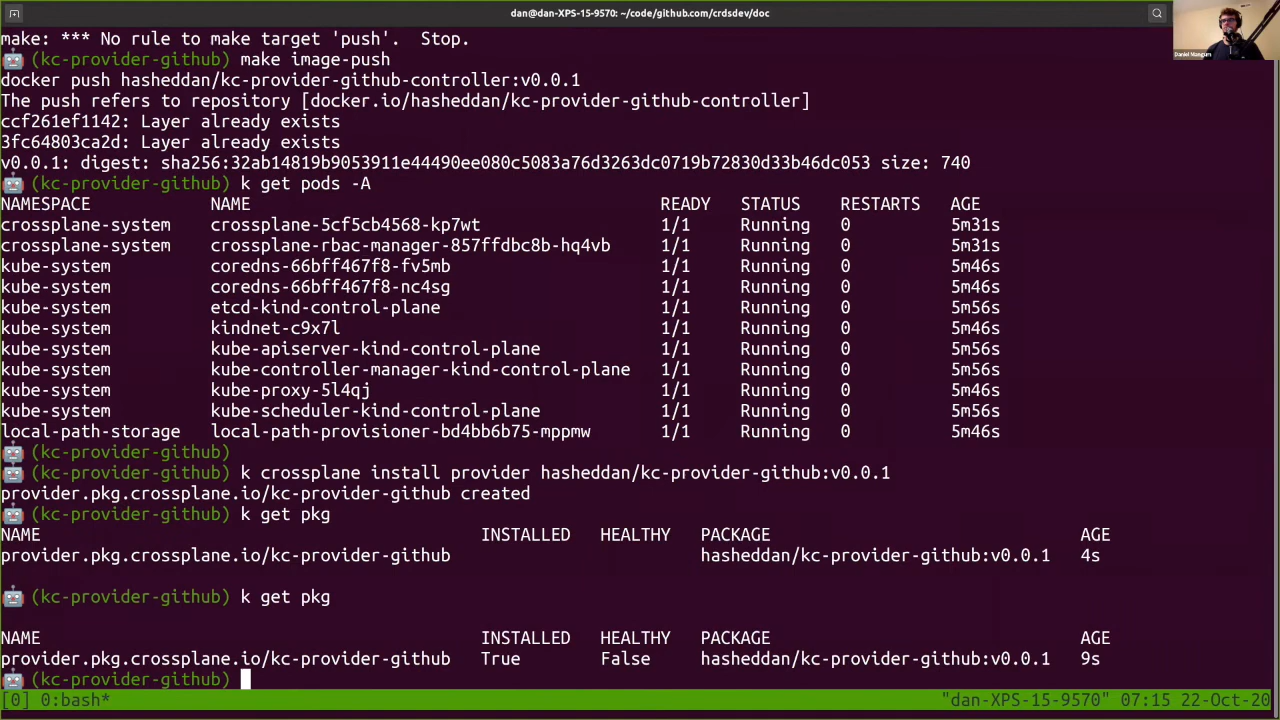 dan@dan-XPS-15-9570: ~/code/github.com/crdsdev/doc
Daniel Mangum
make: *** No rule to make target 'push'.  Stop.
(kc-provider-github) make image-push
docker push hasheddan/kc-provider-github-controller:v0.0.1
The push refers to repository [docker.io/hasheddan/kc-provider-github-controller]
ccf261ef1142: Layer already exists
3fc64803ca2d: Layer already exists
v0.0.1: digest: sha256:32ab14819b9053911e44490ee080c5083a76d3263dc0719b72830d33b46dc053 size: 740
(kc-provider-github) k get pods -A
NAMESPACE NAME READY STATUS RESTARTS AGE
crossplane-system crossplane-5cf5cb4568-kp7wt 1/1 Running 0 5m31s
crossplane-system crossplane-rbac-manager-857ffdbc8b-hq4vb 1/1 Running 0 5m31s
kube-system coredns-66bff467f8-fv5mb 1/1 Running 0 5m46s
kube-system coredns-66bff467f8-nc4sg 1/1 Running 0 5m46s
kube-system etcd-kind-control-plane 1/1 Running 0 5m56s
kube-system kindnet-c9x7l 1/1 Running 0 5m46s
kube-system kube-apiserver-kind-control-plane 1/1 Running 0 5m56s
kube-system kube-controller-manager-kind-control-plane 1/1 Running 0 5m56s
kube-system kube-proxy-5l4qj 1/1 Running 0 5m46s
kube-system kube-scheduler-kind-control-plane 1/1 Running 0 5m56s
local-path-storage local-path-provisioner-bd4bb6b75-mppmw 1/1 Running 0 5m46s
(kc-provider-github)
(kc-provider-github) k crossplane install provider hasheddan/kc-provider-github:v0.0.1
provider.pkg.crossplane.io/kc-provider-github created
(kc-provider-github) k get pkg
NAME INSTALLED HEALTHY PACKAGE AGE
provider.pkg.crossplane.io/kc-provider-github hasheddan/kc-provider-github:v0.0.1 4s
(kc-provider-github) k get pkg
NAME INSTALLED HEALTHY PACKAGE AGE
provider.pkg.crossplane.io/kc-provider-github True False hasheddan/kc-provider-github:v0.0.1 9s
(kc-provider-github)
[0] 0:bash* "dan-XPS-15-9570" 07:15 22-Oct-20